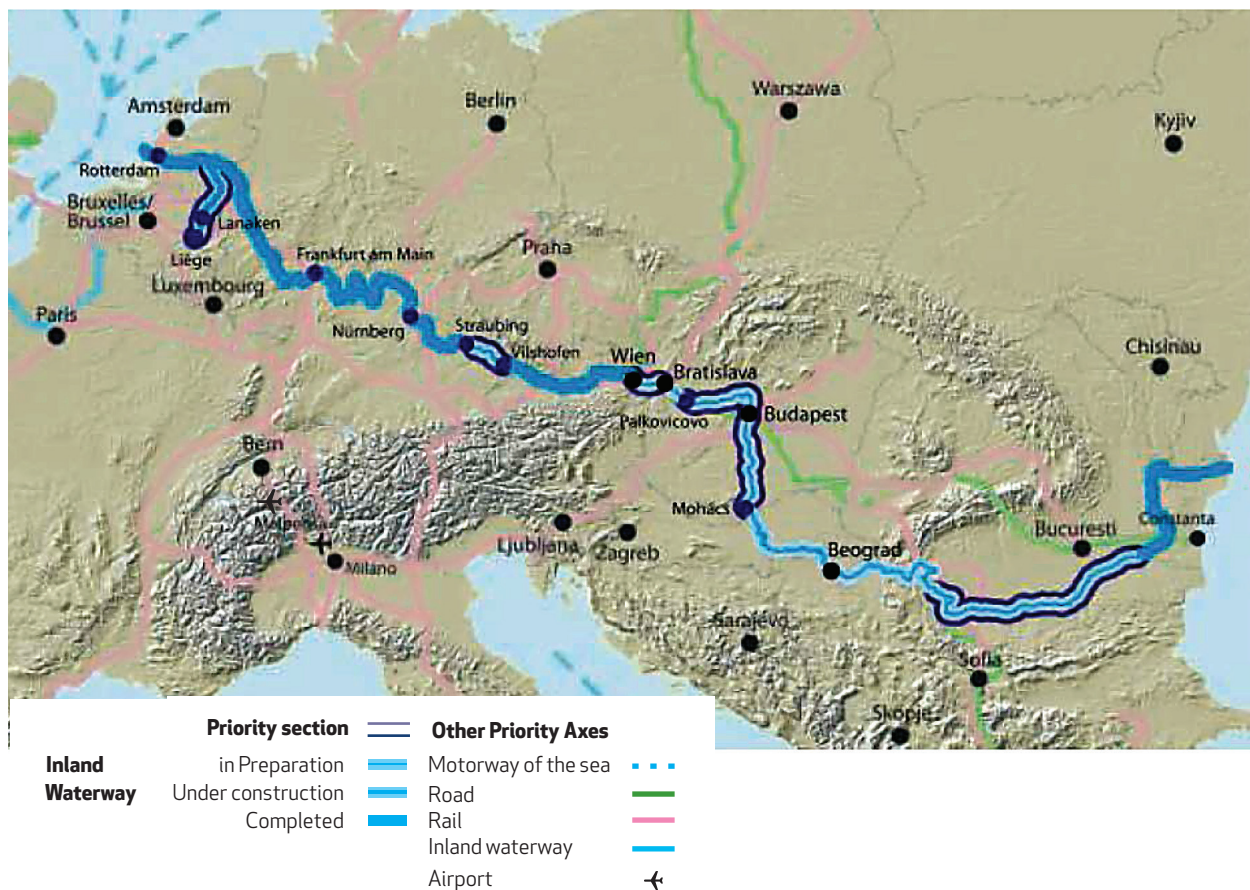 Amsterdam
Berlin
Warszawa
Kyjiv
Rotterdam
Bruxelles/
Brussel
Lanaken
Liège
Frankfurt am Main
Praha
Luxembourg
Paris
Nürnberg
Straubing
Vilshofen
Wien
Bratislava
Chisinau
Palkovicovo
Budapest
Bern
Mohács
Ljubljana
Zagreb
Beograd
Bucuresti
Constanta
Milano
Sarajevo
Sofia
Skopje
Priority section
Other Priority Axes
Inland
Waterway
in Preparation
Under construction
Completed
Motorway of the sea
Road
Rail
Inland waterway
Airport